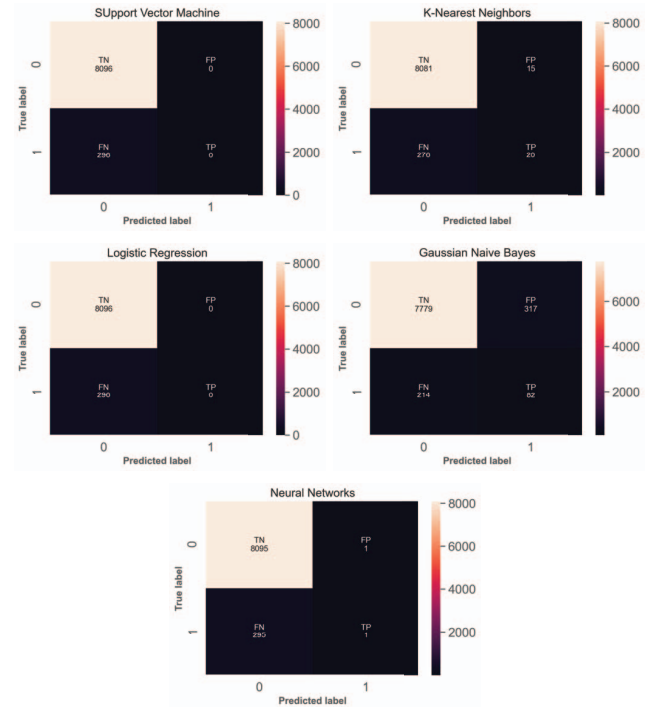 SUpport Vector Machine
True label
0
1
TN
8096
FP
0
FN
296
TP
0
0
1
Predicted label
8000
6000
4000
2000
0
K-Nearest Neighbors
True label
0
1
TN
8081
FP
15
FN
TP
0
1
Predicted label
8000
6000
4000
2000
Logistic Regression
True label
0
1
TN
8096
FP
0
FN
296
TP
0
0
1
Predicted label
8000
6000
4000
2000
0
Gaussian Naive Bayes
True label
0
1
TN
7779
FP
317
FN
214
TP
82
0
1
Predicted label
6000
4000
2000
Neural Networks
True label
0
1
TN
8095
FP
1
FN
295
TP
1
0
1
Predicted label
8000
6000
4000
2000